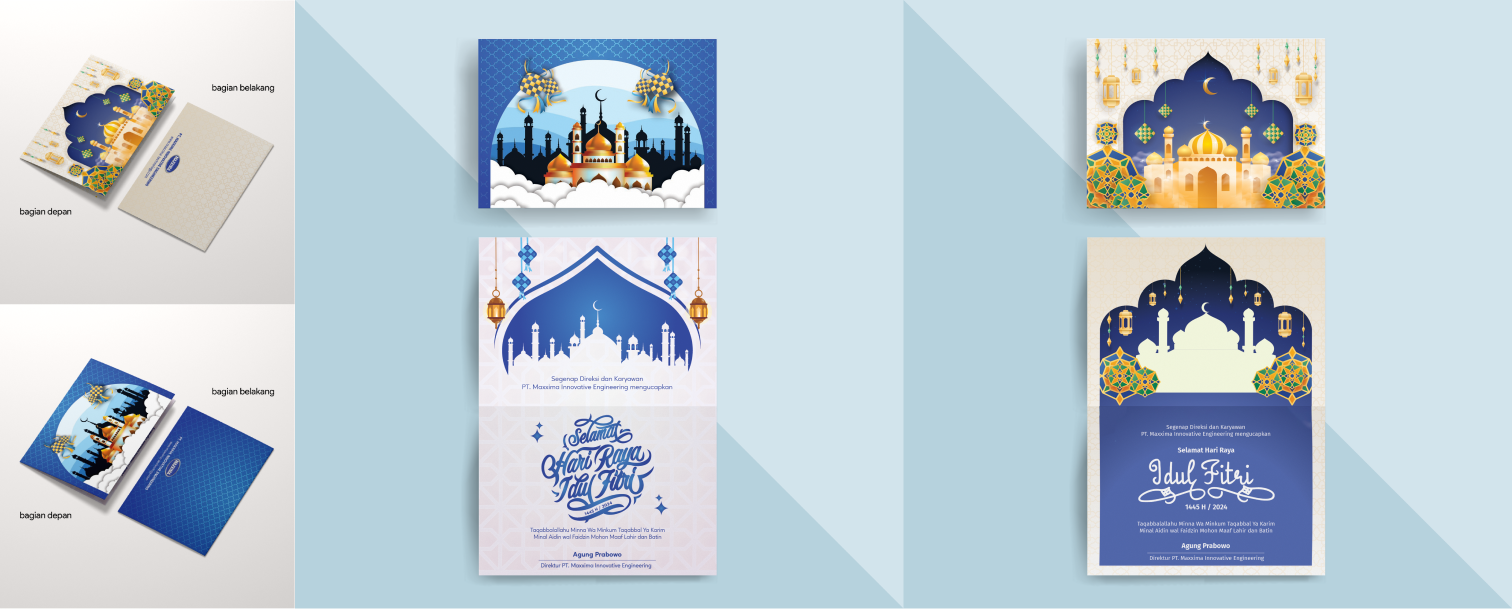 bagian belakang
bagian depan
bagian belakang
bagian depan
Segenap Direksi dan Karyawan
PT. Maxxima Innovative Engineering mengucapkan
Selamat
Hari Raya
Idul Fitri
1445 H / 2024
Taqabbalallahu Minna Wa Minkum Taqabbal Ya Karim
Minal Aidin wal Faidzin Mohon Maaf Lahir dan Batin
Agung Prabowo
Direktur PT. Maxxima Innovative Engineering
Segenap Direksi dan Karyawan
PT. Maxxima Innovative Engineering mengucapkan
Selamat Hari Raya
Idul Fitri
1445 H / 2024
Taqabbalallahu Minna Wa Minkum Taqabbal Ya Karim
Minal Aidin wal Faidzin Mohon Maaf Lahir dan Batin
Agung Prabowo
Direktur PT. Maxxima Innovative Engineering